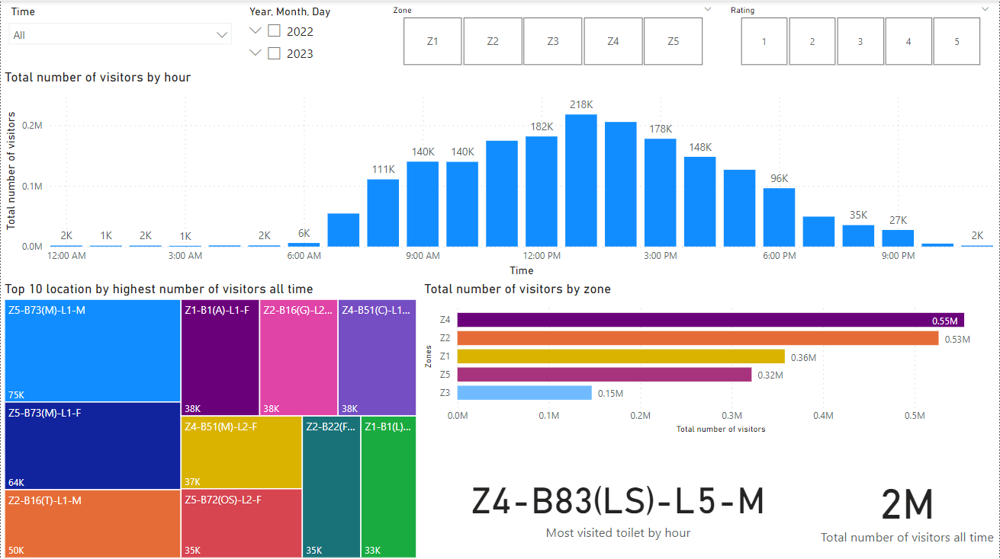 Time
All
Year, Month, Day
2022
2023
Zone
Z1 Z2 Z3 Z4 Z5
Rating
1 2 3 4 5
Total number of visitors by hour
Total number of visitors
0.2M
0.1M
0.0M
2K 1K 2K 1K 2K 6K 111K 140K 140K 182K 218K 178K 148K 96K 35K 27K 2K
12:00 AM 3:00 AM 6:00 AM 9:00 AM 12:00 PM 3:00 PM 6:00 PM 9:00 PM
Time
Top 10 location by highest number of visitors all time
Z5-B73(M)-L1-M
75K
Z5-B73(M)-L1-F
64K
Z2-B16(T)-L1-M
50K
Z1-B1(A)-L1-F
38K
Z2-B16(G)-L2...
38K
Z4-B51(C)-L1...
38K
Z4-B51(M)-L2-F
37K
Z5-B72(OS)-L2-F
35K
Z2-B22(F...
35K
Z1-B1(L)...
33K
Total number of visitors by zone
Zones
Z4 0.55M
Z2 0.53M
Z1 0.36M
Z5 0.32M
Z3 0.15M
0.0M 0.1M 0.2M 0.3M 0.4M 0.5M
Total number of visitors
Z4-B83(LS)-L5-M
Most visited toilet by hour
2M
Total number of visitors all time